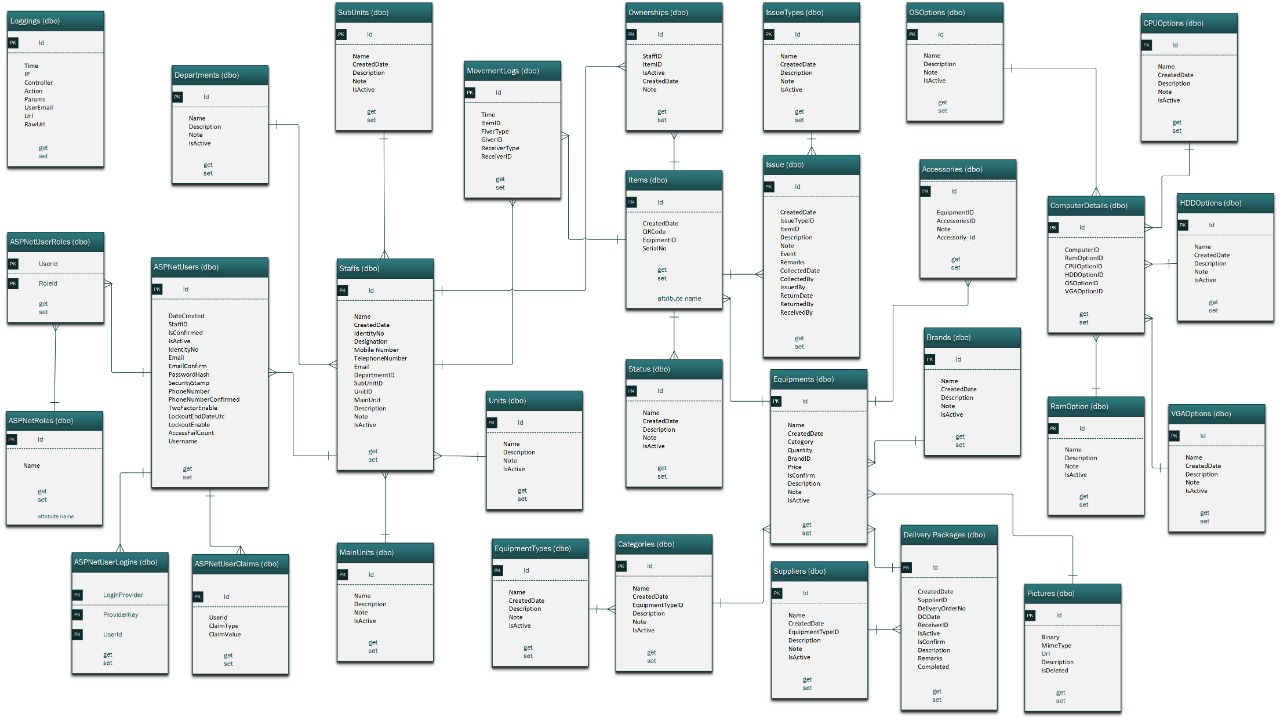 Loggings (dbo)
PK
Id
Time
IP
Controller
Action
Params
UserEmail
Url
RawUrl
get
set
Departments (dbo)
PK
Id
Name
Description
Note
IsActive
get
set
SubUnits (dbo)
PK
Id
Name
CreatedDate
Description
Note
IsActive
get
set
MovementLogs (dbo)
PK
Id
Time
ItemID
FiverType
GiverID
ReceiverType
ReceiverID
get
set
Ownerships (dbo)
PK
Id
StaffID
ItemID
IsActive
CreatedDate
Note
get
set
IssueTypes (dbo)
PK
Id
Name
CreatedDate
Description
Note
IsActive
get
set
OSOptions (dbo)
PK
Id
Name
Description
Note
IsActive
get
set
CPUOptions (dbo)
PK
Id
Name
CreatedDate
Description
Note
IsActive
get
set
ASPNetUserRoles (dbo)
PK
UserId
PK
RoleId
get
set
ASPNetUsers (dbo)
PK
Id
DateCreated
StaffID
IsConfirmed
IsActive
IdentityNo
Email
EmailConfirm
PasswordHash
SecurityStamp
PhoneNumber
PhoneNumberConfirmed
TwoFactorEnable
LockoutEndDateUtc
LockoutEnable
AccessFailCount
Username
get
set
Staffs (dbo)
PK
Id
Name
CreatedDate
IdentityNo
Designation
Mobile Number
TelephoneNumber
Email
DepartmentID
SubUnitID
UnitID
MainUnit
Description
Note
IsActive
get
set
Items (dbo)
PK
Id
CreatedDate
QRCode
EqipmentID
SerialNo
get
set
attribute name
Issue (dbo)
PK
Id
CreatedDate
IssueTypeID
ItemID
Description
Note
Event
Remarks
CollectedDate
CollectedBy
IssuedBy
ReturnDate
ReturnedBy
ReceivedBy
get
set
Accessories (dbo)
PK
Id
EquipmentID
AccessoriesID
Note
Accessoriy_id
get
set
ComputerDetails (dbo)
PK
Id
ComputerID
RamOptionID
CPUOptionID
HDDOptionID
OSOptionID
VGAOptionID
get
set
HDDOptions (dbo)
PK
Id
Name
CreatedDate
Description
Note
IsActive
get
set
ASPNetRoles (dbo)
PK
Id
Name
get
set
attribute name
Units (dbo)
PK
Id
Name
Description
Note
IsActive
get
set
Status (dbo)
PK
Id
Name
CreatedDate
Description
Note
IsActive
get
set
Equipments (dbo)
PK
Id
Name
CreatedDate
Category
Quantity
BrandID
Price
IsConfirm
Description
Note
IsActive
get
set
Brands (dbo)
PK
Id
Name
CreatedDate
Description
Note
IsActive
get
set
RamOption (dbo)
PK
Id
Name
Description
Note
IsActive
get
set
VGAOptions (dbo)
PK
Id
Name
CreatedDate
Description
Note
IsActive
get
set
ASPNetUserLogins (dbo)
PK
LoginProvider
PK
ProviderKey
PK
UserId
get
set
ASPNetUserClaims (dbo)
PK
Id
UserId
ClaimType
ClaimValue
get
set
MainUnits (dbo)
PK
Id
Name
Description
Note
IsActive
get
set
EquipmentTypes (dbo)
PK
Id
Name
CreatedDate
Description
Note
IsActive
get
set
Categories (dbo)
PK
Id
Name
CreatedDate
EquipmentTypeID
Description
Note
IsActive
get
set
Suppliers (dbo)
PK
Id
Name
CreatedDate
EquipmentTypeID
Description
Note
IsActive
get
set
Delivery Packages (dbo)
PK
Id
CreatedDate
SupplierID
DeliveryOrderNo
DODate
ReceiverID
IsActive
IsConfirm
Description
Remarks
Completed
get
set
Pictures (dbo)
PK
Id
Binary
MimeType
Url
Description
IsDeleted
get
set